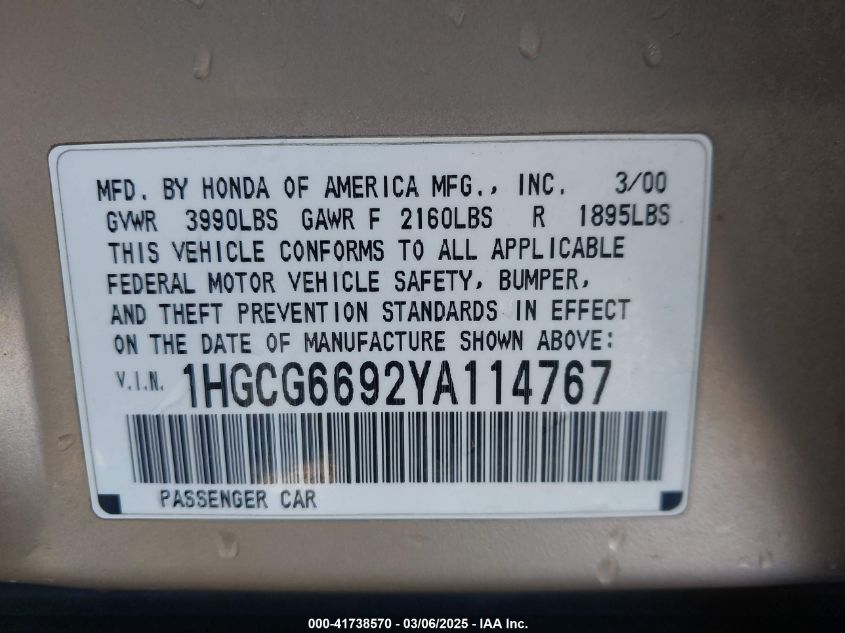 MFD. BY HONDA OF AMERICA MFG., INC. 3/00
GVWR 3990LBS GAWR F 2160LBS R 1895LBS
THIS VEHICLE CONFORMS TO ALL APPLICABLE
FEDERAL MOTOR VEHICLE SAFETY, BUMPER,
AND THEFT PREVENTION STANDARDS IN EFFECT
ON THE DATE OF MANUFACTURE SHOWN ABOVE:
V.I.N. 1HGCG6692YA114767
PASSENGER CAR
000-41738570 - 03/06/2025 - IAA Inc.